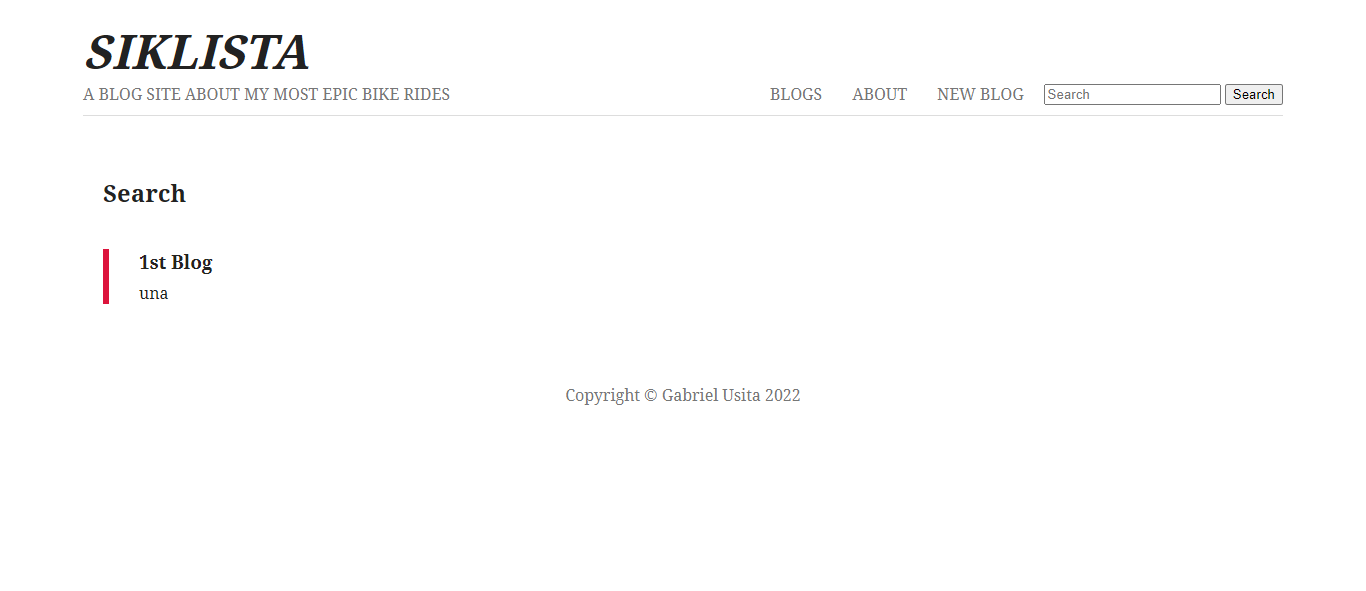 SIKLISTA
A BLOG SITE ABOUT MY MOST EPIC BIKE RIDES
BLOGS ABOUT NEW BLOG Search Search
Search
1st Blog
una
Copyright © Gabriel Usita 2022